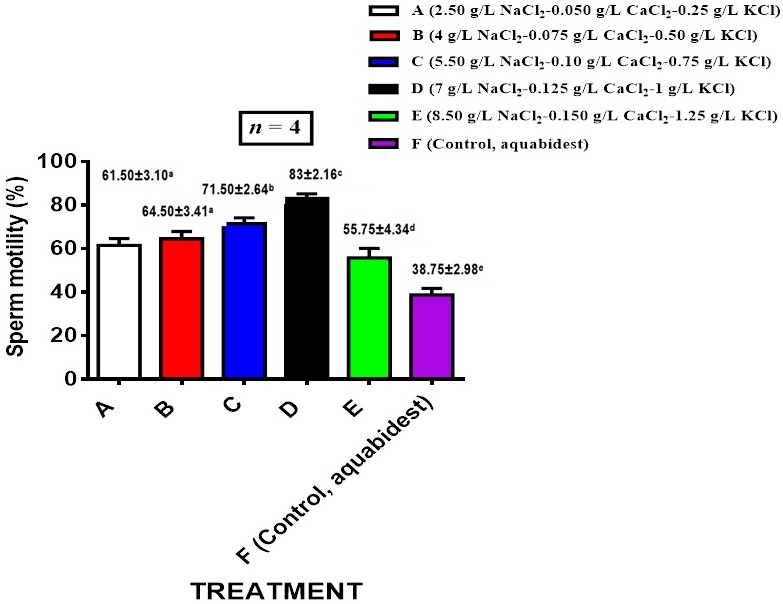 A (2.50 g/L NaCl₂-0.050 g/L CaCl₂-0.25 g/L KCl)
B (4 g/L NaCl₂-0.075 g/L CaCl₂-0.50 g/L KCl)
C (5.50 g/L NaCl₂-0.10 g/L CaCl₂-0.75 g/L KCl)
D (7 g/L NaCl₂-0.125 g/L CaCl₂-1 g/L KCl)
E (8.50 g/L NaCl₂-0.150 g/L CaCl₂-1.25 g/L KCl)
F (Control, aquabidest)
n = 4
Sperm motility (%)
100
80
60
40
20
0
61.50±3.10ᵃ
64.50±3.41ᵃ
71.50±2.64ᵇ
83±2.16ᶜ
55.75±4.34ᵈ
38.75±2.98ᵉ
A
B
C
D
E
F (Control, aquabidest)
TREATMENT